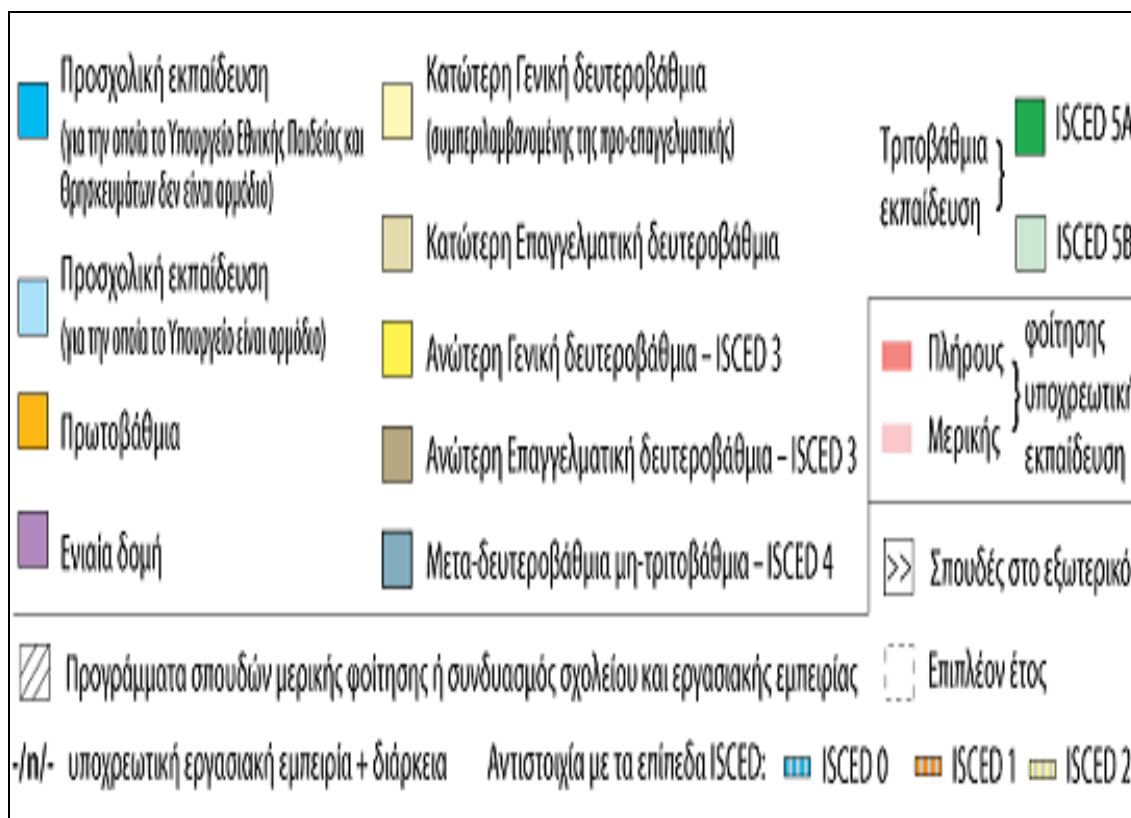 Προσχολική εκπαίδευση
(για την οποία το Υπουργείο Εθνικής Παιδείας και
θρησκευμάτων δεν είναι αρμόδιο)
Προσχολική εκπαίδευση
(για την οποία το Υπουργείο είναι αρμόδιο)
Πρωτοβάθμια
Ενιαία δομή
Κατώτερη Γενική δευτεροβάθμια
(συμπεριλαμβανομένης της προ-επαγγελματικής)
Κατώτερη Επαγγελματική δευτεροβάθμια
Ανώτερη Γενική δευτεροβάθμια – ISCED 3
Ανώτερη Επαγγελματική δευτεροβάθμια – ISCED 3
Μετα-δευτεροβάθμια μη-τριτοβάθμια – ISCED 4
Τριτοβάθμια
εκπαίδευση
ISCED 5A
ISCED 5B
Πλήρους
Μερικής
φοίτησης
υποχρεωτική
εκπαίδευση
>> Σπουδές στο εξωτερικό
Προγράμματα σπουδών μερικής φοίτησης ή συνδυασμός σχολείου και εργασιακής εμπειρίας
Επιπλέον έτος
-/n/- υποχρεωτική εργασιακή εμπειρία + διάρκεια
Αντιστοιχία με τα επίπεδα ISCED: ISCED 0 ISCED 1 ISCED 2